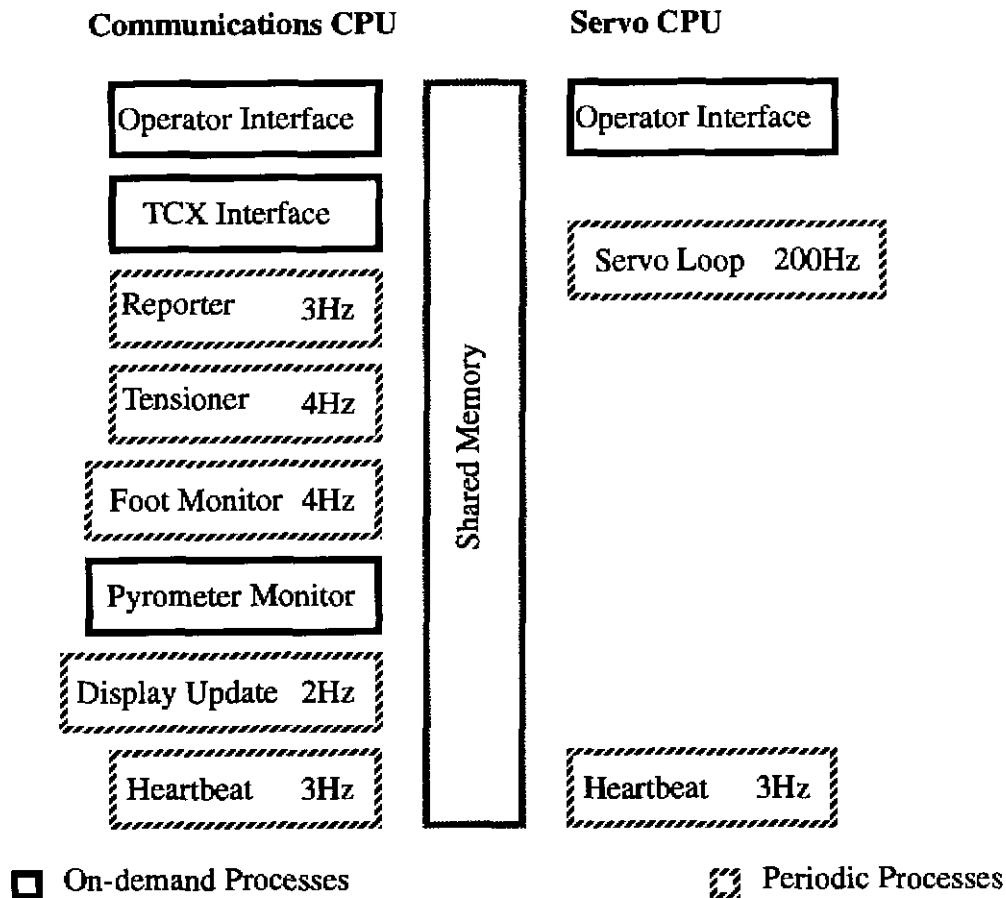 Communications CPU
Servo CPU
Operator Interface
Operator Interface
TCX Interface
Servo Loop 200Hz
Reporter 3Hz
Tensioner 4Hz
Shared Memory
Foot Monitor 4Hz
Pyrometer Monitor
Display Update 2Hz
Heartbeat 3Hz
Heartbeat 3Hz
On-demand Processes
Periodic Processes